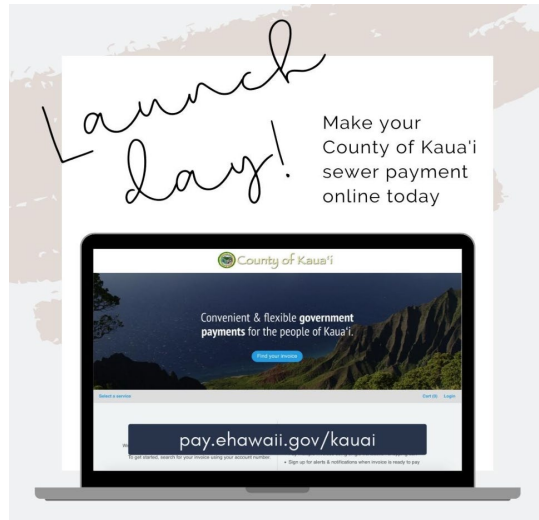 Launch
day!
Make your
County of Kaua'i
sewer payment
online today
County of Kaua'i
Convenient & flexible government
payments for the people of Kaua'i.
Find your invoice
Select a service
Cart (0) Login
pay.ehawaii.gov/kauai
To get started, search for your invoice using your account number.
• Sign up for alerts & notifications when invoice is ready to pay